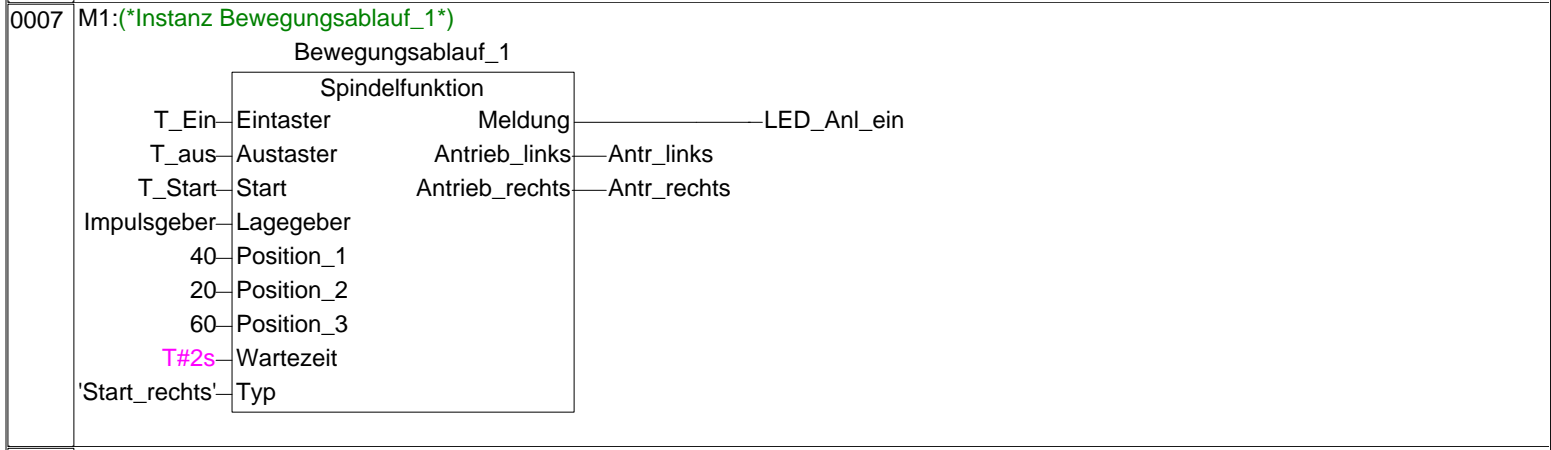 0007 M1:(*Instanz Bewegungsablauf_1*)
Bewegungsablauf_1
Spindelfunktion
T_Ein Eintaster Meldung LED_Anl_ein
T_aus Austaster Antrieb_links Antr_links
T_Start Start Antrieb_rechts Antr_rechts
Impulsgeber Lagegeber
40 Position_1
20 Position_2
60 Position_3
T#2s Wartezeit
'Start_rechts' Typ